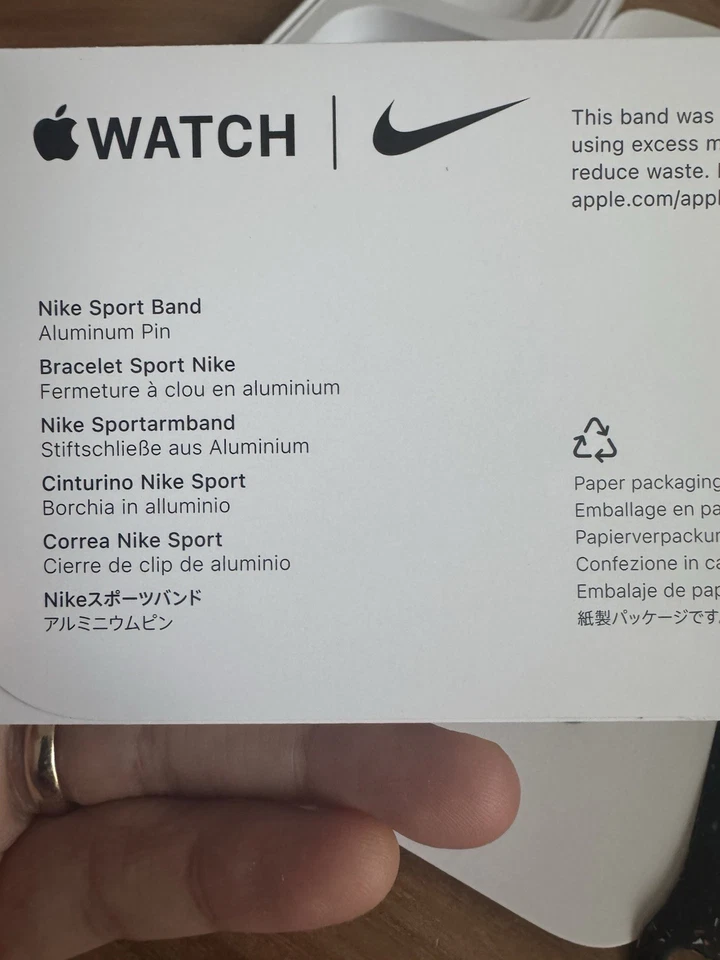 WATCH
This band was
using excess
reduce waste.
apple.com/appl
Nike Sport Band
Aluminum Pin
Bracelet Sport Nike
Fermeture à clou en aluminium
Nike Sportarmband
Stiftschließe aus Aluminium
Cinturino Nike Sport
Borchia in alluminio
Correa Nike Sport
Cierre de clip de aluminio
Nikeスポーツバンド
アルミニウムピン
Paper packaging
Emballage en pa
Papierverpackun
Confezione in ca
Embalaje de pap
紙製パッケージです